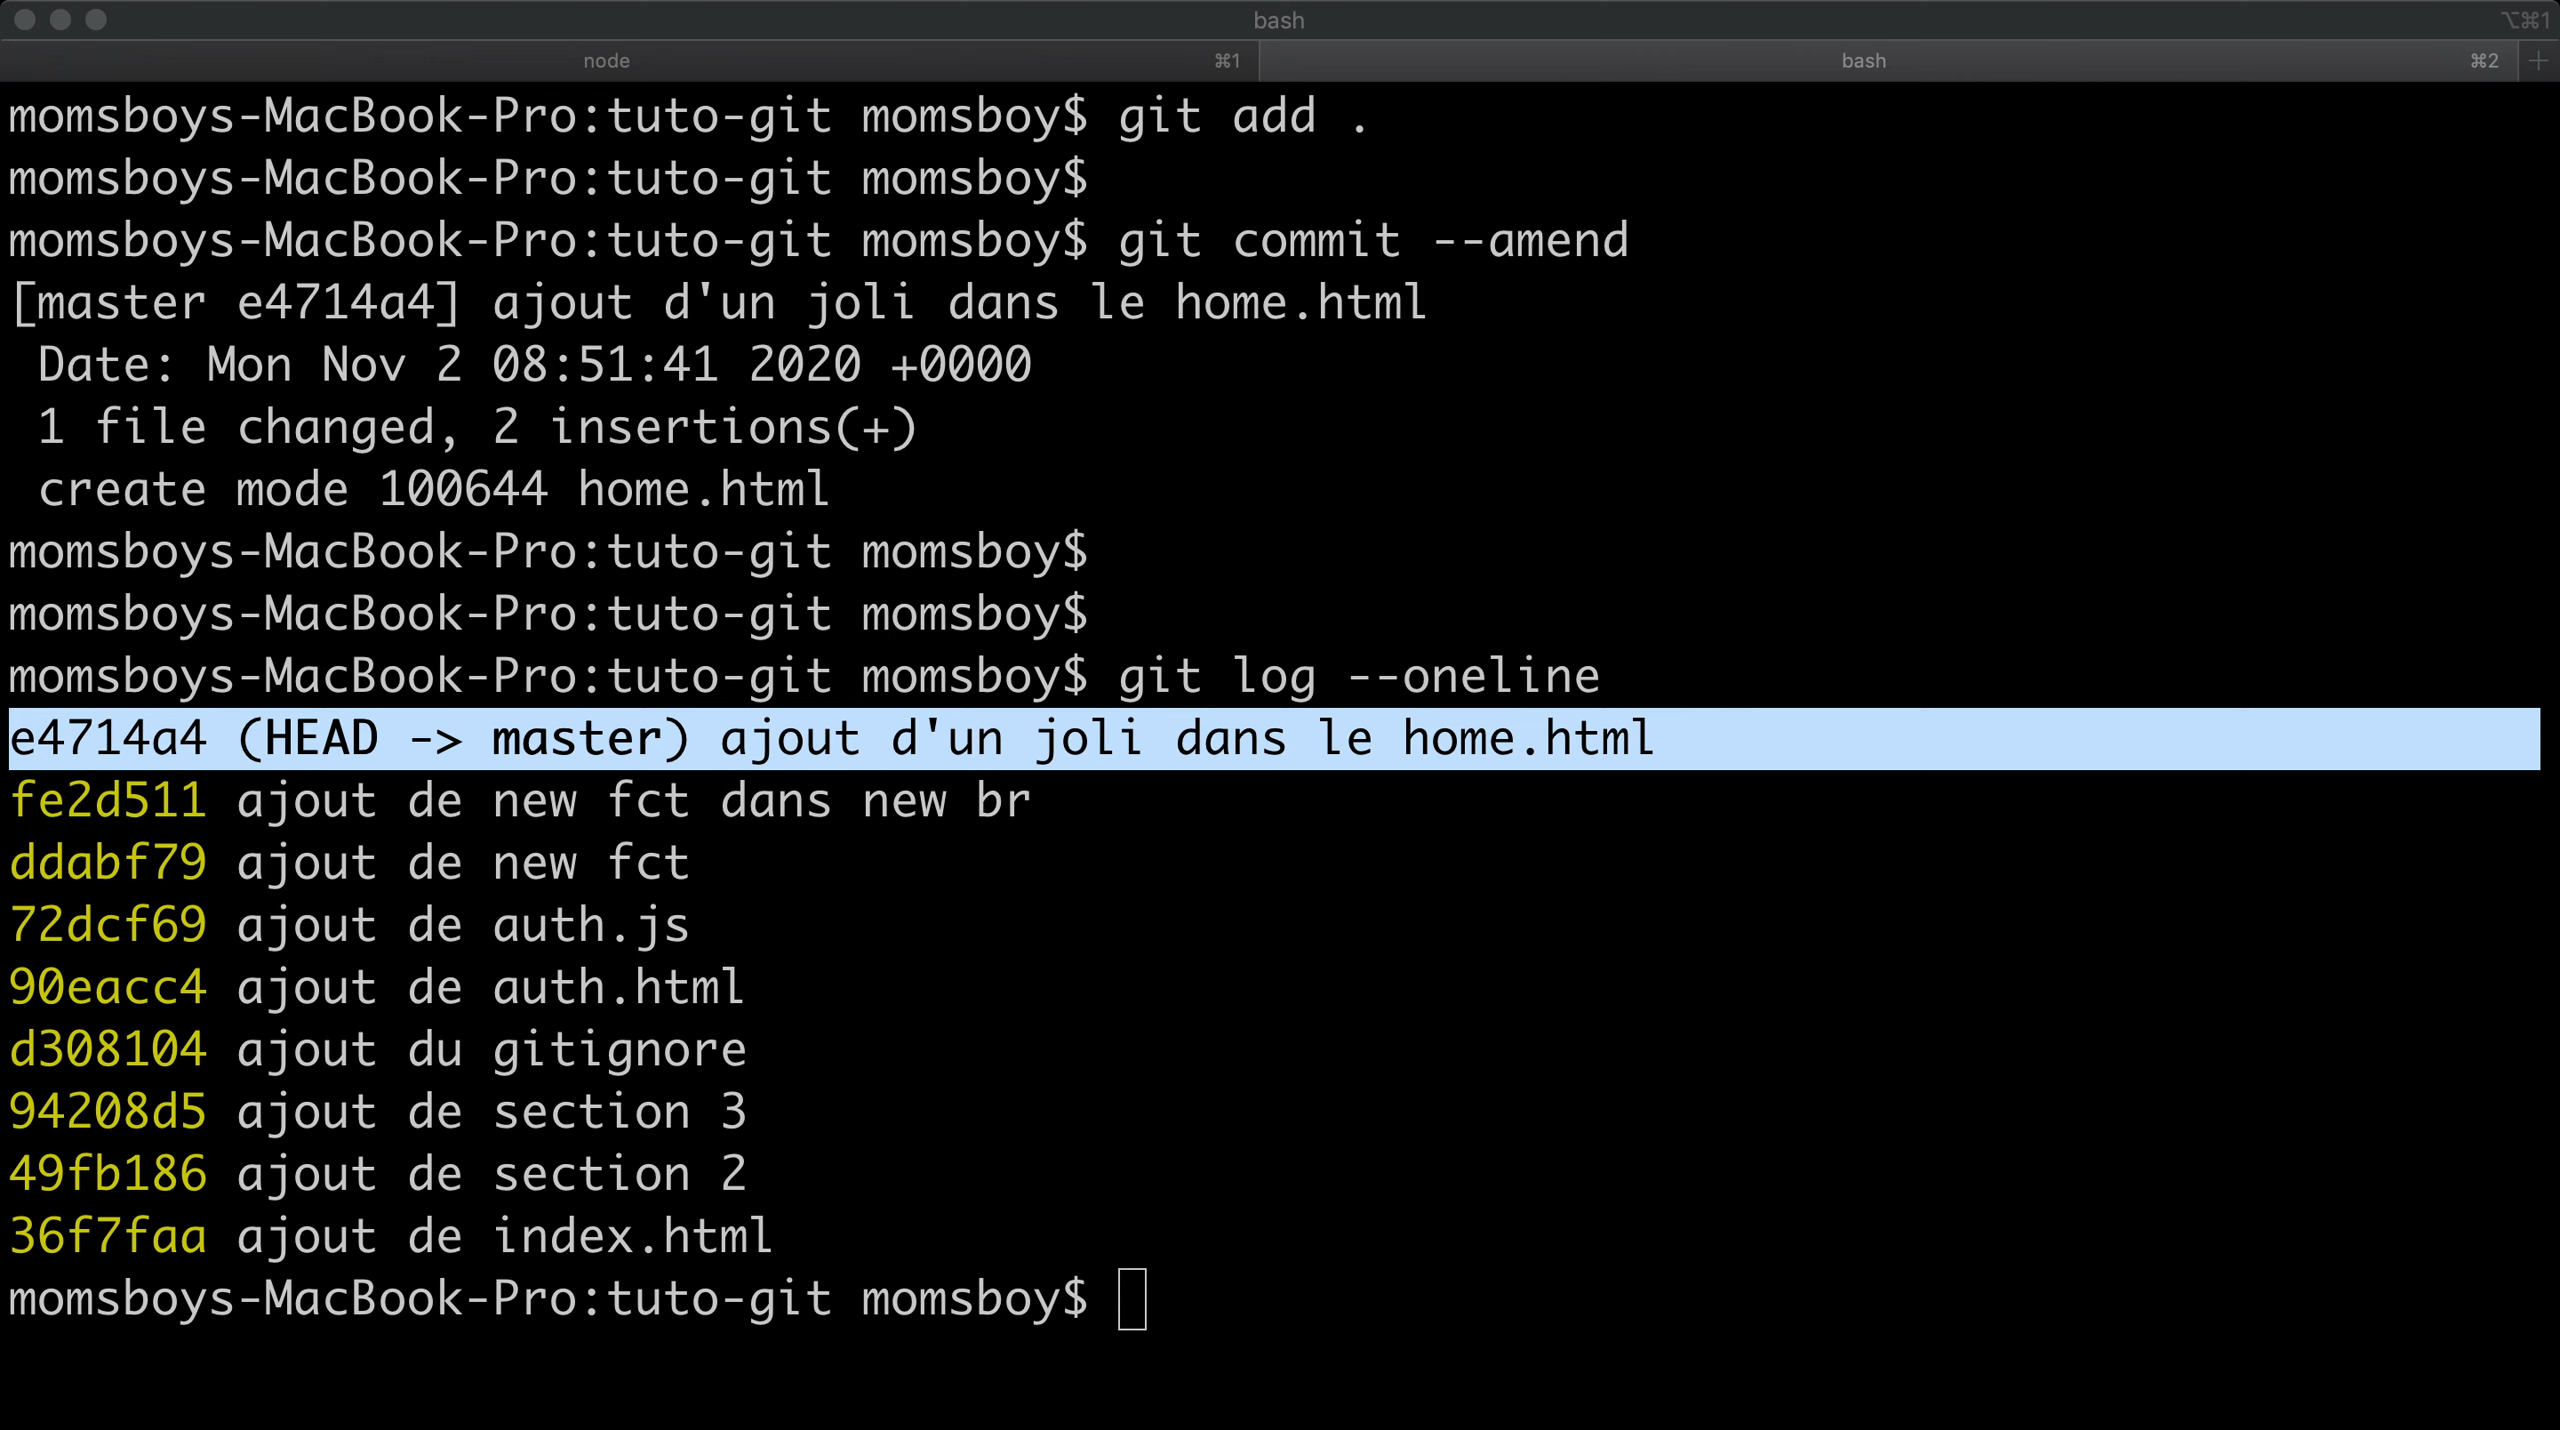 bash
⌥⌘1
node ⌘1
bash ⌘2 +
momsboys-MacBook-Pro:tuto-git momsboy$ git add .
momsboys-MacBook-Pro:tuto-git momsboy$
momsboys-MacBook-Pro:tuto-git momsboy$ git commit --amend
[master e4714a4] ajout d'un joli dans le home.html
 Date: Mon Nov 2 08:51:41 2020 +0000
 1 file changed, 2 insertions(+)
 create mode 100644 home.html
momsboys-MacBook-Pro:tuto-git momsboy$
momsboys-MacBook-Pro:tuto-git momsboy$
momsboys-MacBook-Pro:tuto-git momsboy$ git log --oneline
e4714a4 (HEAD -> master) ajout d'un joli dans le home.html
fe2d511 ajout de new fct dans new br
ddabf79 ajout de new fct
72dcf69 ajout de auth.js
90eacc4 ajout de auth.html
d308104 ajout du gitignore
94208d5 ajout de section 3
49fb186 ajout de section 2
36f7faa ajout de index.html
momsboys-MacBook-Pro:tuto-git momsboy$